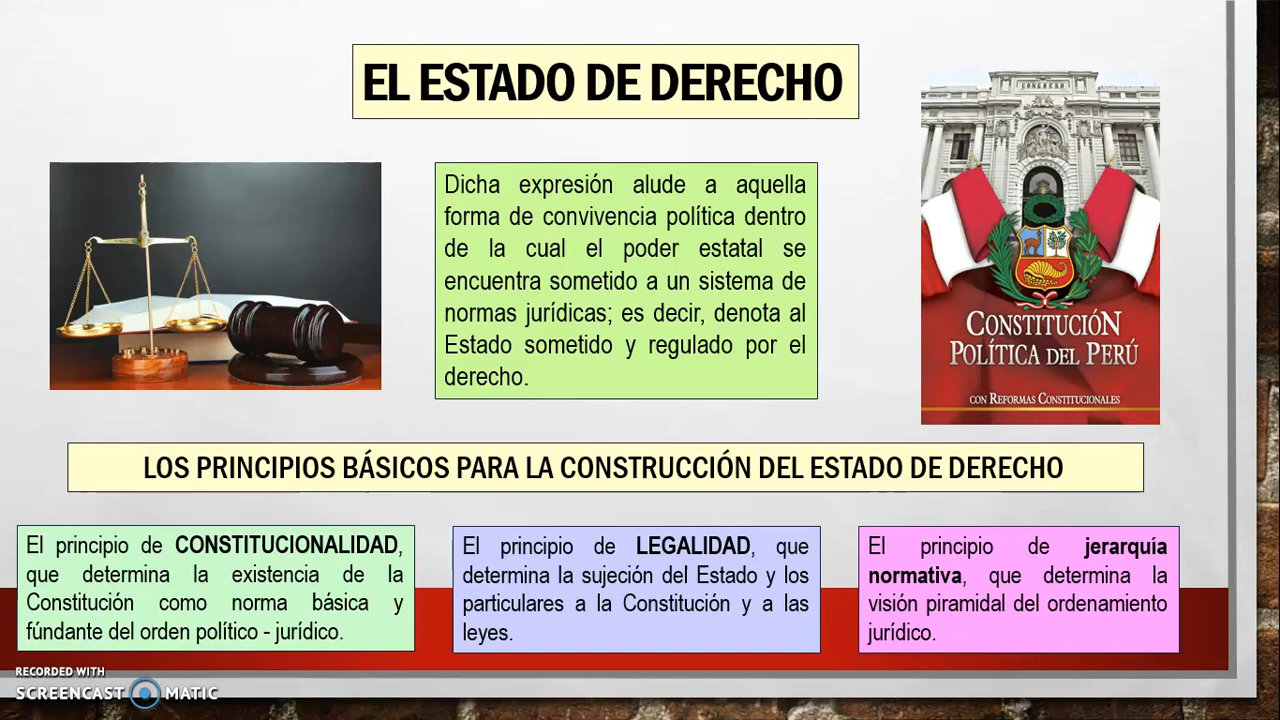 EL ESTADO DE DERECHO
CONGRESO
Dicha expresión alude a aquella
forma de convivencia política dentro
de la cual el poder estatal se
encuentra sometido a un sistema de
normas jurídicas; es decir, denota al
Estado sometido y regulado por el
derecho.
CONSTITUCIÓN
POLÍTICA DEL PERÚ
CON REFORMAS CONSTITUCIONALES
LOS PRINCIPIOS BÁSICOS PARA LA CONSTRUCCIÓN DEL ESTADO DE DERECHO
El principio de CONSTITUCIONALIDAD,
que determina la existencia de la
Constitución como norma básica y
fúndante del orden político - jurídico.
El principio de LEGALIDAD, que
determina la sujeción del Estado y los
particulares a la Constitución y a las
leyes.
El principio de jerarquía
normativa, que determina la
visión piramidal del ordenamiento
jurídico.
RECORDED WITH
SCREENCAST MATIC